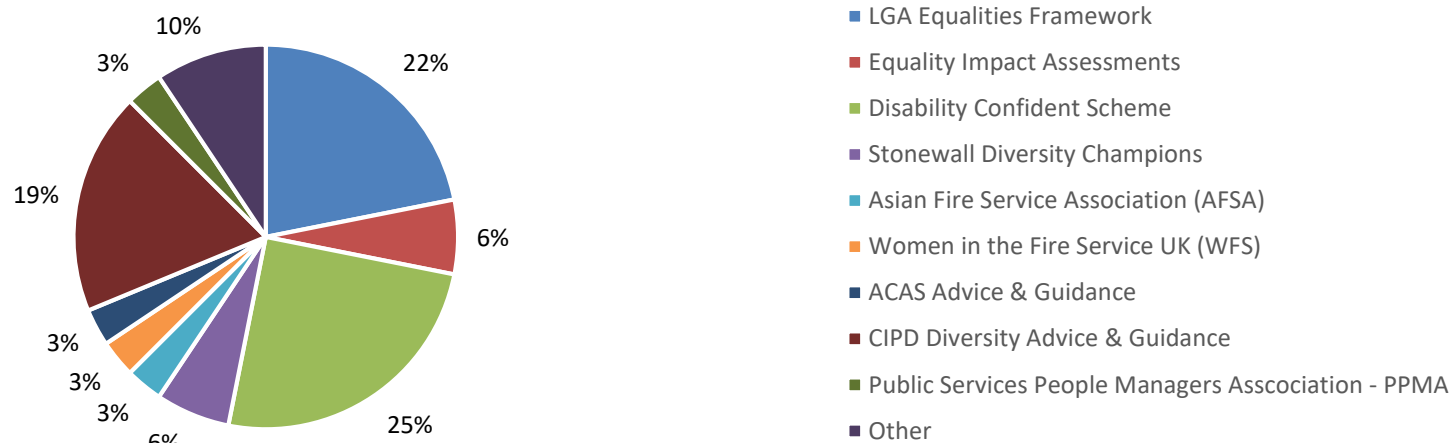 10%
3%
22%
19%
6%
3%
3%
3%
6%
25%
LGA Equalities Framework
Equality Impact Assessments
Disability Confident Scheme
Stonewall Diversity Champions
Asian Fire Service Association (AFSA)
Women in the Fire Service UK (WFS)
ACAS Advice & Guidance
CIPD Diversity Advice & Guidance
Public Services People Managers Asscociation - PPMA
Other